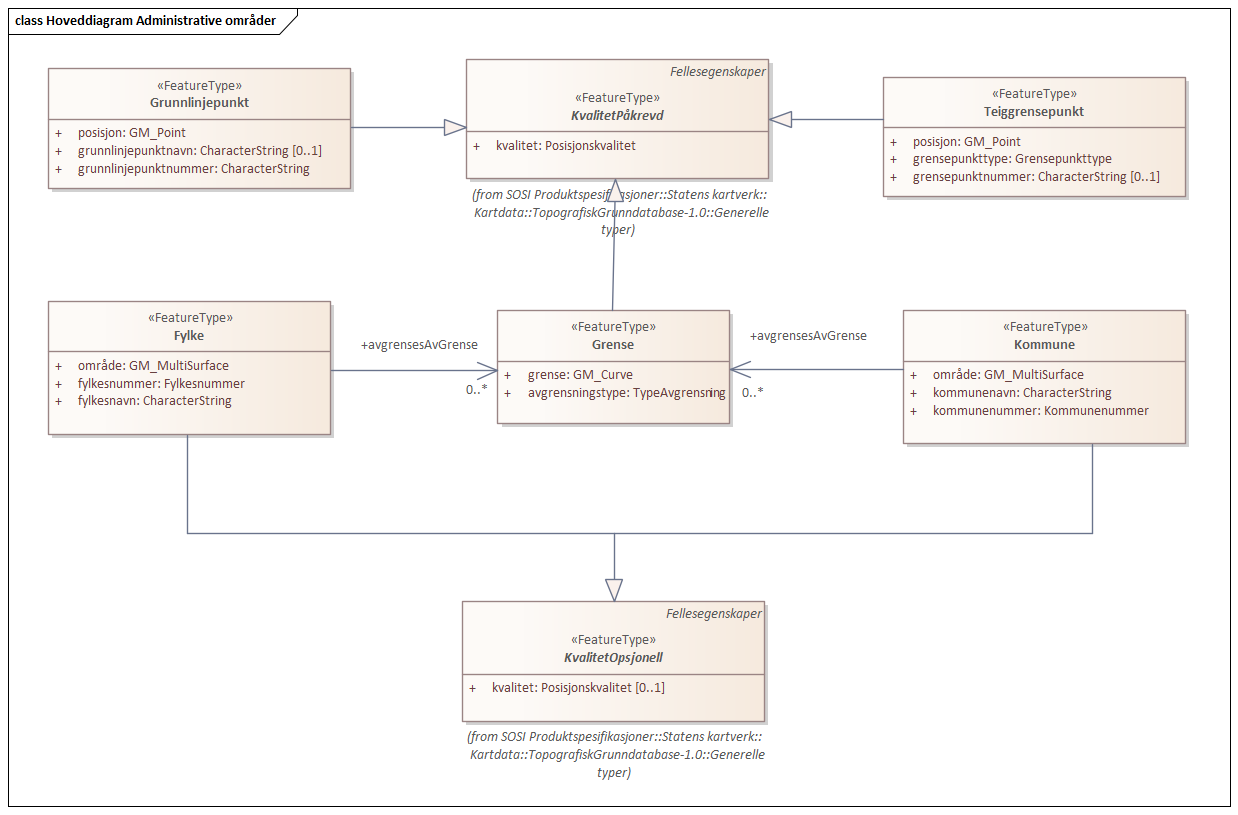 class Hoveddiagram Administrative områder
«FeatureType»
Grunnlinjepunkt
+ posisjon: GM_Point
+ grunnlinjepunktnavn: CharacterString [0..1]
+ grunnlinjepunktnummer: CharacterString
Fellesegenskaper
«FeatureType»
KvalitetPåkrevd
+ kvalitet: Posisjonskvalitet
(from SOSI Produktspesifikasjoner::Statens kartverk::
Kartdata::TopografiskGrunndatabase-1.0::Generelle
typer)
«FeatureType»
Teiggrensepunkt
+ posisjon: GM_Point
+ grensepunkttype: Grensepunkttype
+ grensepunktnummer: CharacterString [0..1]
«FeatureType»
Fylke
+ område: GM_MultiSurface
+ fylkesnummer: Fylkesnummer
+ fylkesnavn: CharacterString
+avgrensesAvGrense
0..*
«FeatureType»
Grense
+ grense: GM_Curve
+ avgrensningstype: TypeAvgrensning
+avgrensesAvGrense
0..*
«FeatureType»
Kommune
+ område: GM_MultiSurface
+ kommunenavn: CharacterString
+ kommunenummer: Kommunenummer
Fellesegenskaper
«FeatureType»
KvalitetOpsjonell
+ kvalitet: Posisjonskvalitet [0..1]
(from SOSI Produktspesifikasjoner::Statens kartverk::
Kartdata::TopografiskGrunndatabase-1.0::Generelle
typer)